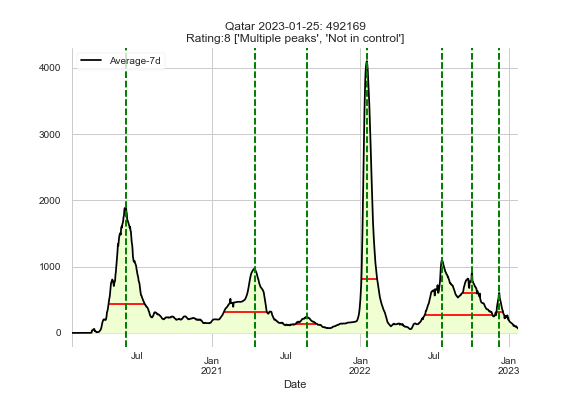 Qatar 2023-01-25: 492169
Rating:8 ['Multiple peaks', 'Not in control']
Average-7d
4000
3000
2000
1000
0
Jul
Jan
2021
Jul
Jan
2022
Jul
Jan
2023
Date